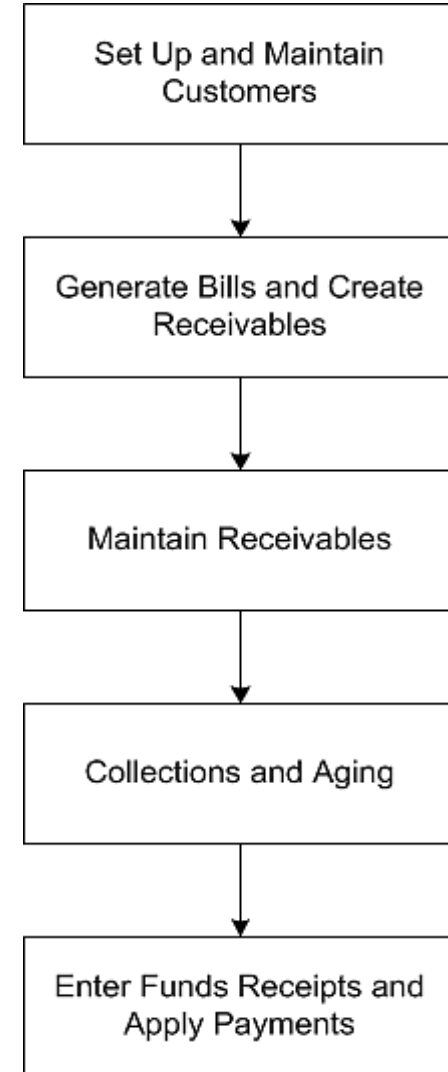 Set Up and Maintain
Customers
Generate Bills and Create
Receivables
Maintain Receivables
Collections and Aging
Enter Funds Receipts and
Apply Payments